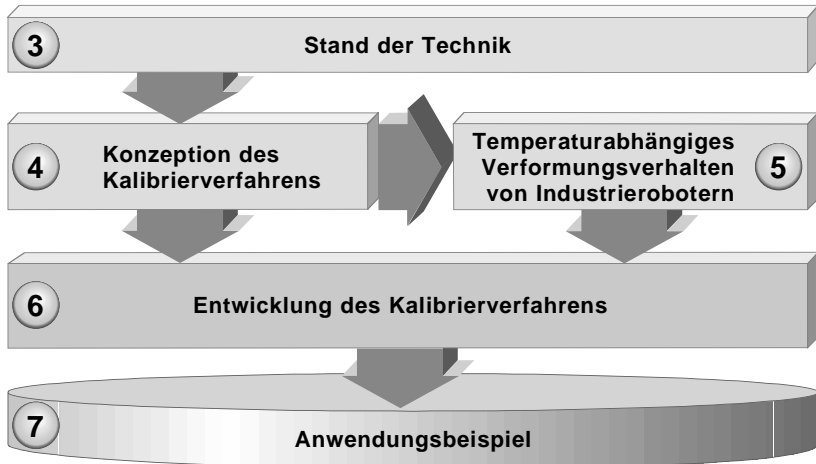 3
Stand der Technik
4
Konzeption des
Kalibrierverfahrens
Temperaturabhängiges
Verformungsverhalten
von Industrierobotern
5
6
Entwicklung des Kalibrierverfahrens
7
Anwendungsbeispiel